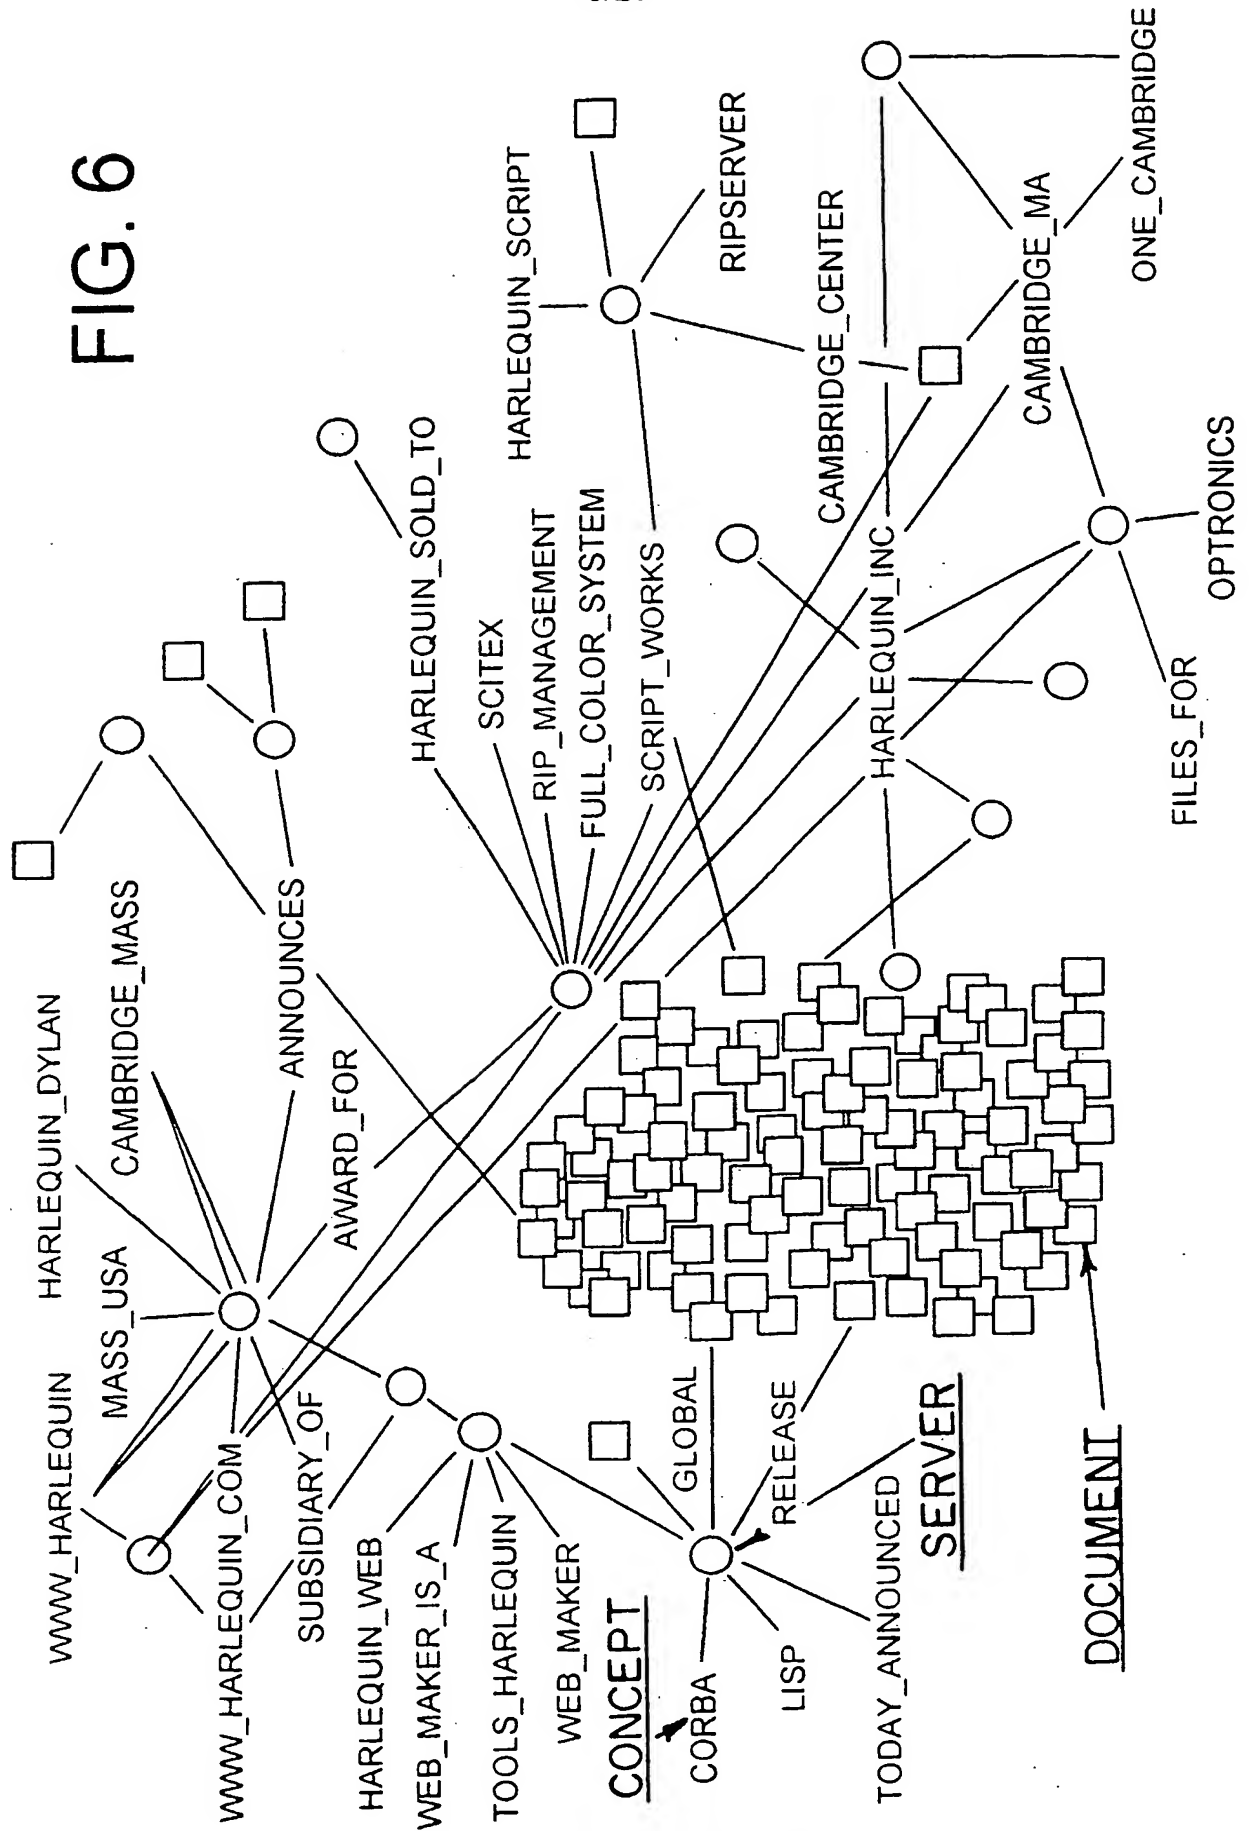 FIG. 6
WWW_HARLEQUIN
HARLEQUIN_DYLAN
MASS_USA
CAMBRIDGE_MASS
WWW_HARLEQUIN_COM
ANNOUNCES
SUBSIDIARY_OF
AWARD_FOR
HARLEQUIN_WEB
WEB_MAKER_IS_A
HARLEQUIN_SOLD_TO
TOOLS_HARLEQUIN
SCITEX
HARLEQUIN_SCRIPT
WEB_MAKER
RIP_MANAGEMENT
FULL_COLOR_SYSTEM
CONCEPT
SCRIPT_WORKS
GLOBAL
CORBA
RIPSERVER
RELEASE
LISP
CAMBRIDGE_CENTER
TODAY_ANNOUNCED
HARLEQUIN_INC
SERVER
CAMBRIDGE_MA
DOCUMENT
ONE_CAMBRIDGE
FILES_FOR
OPTRONICS